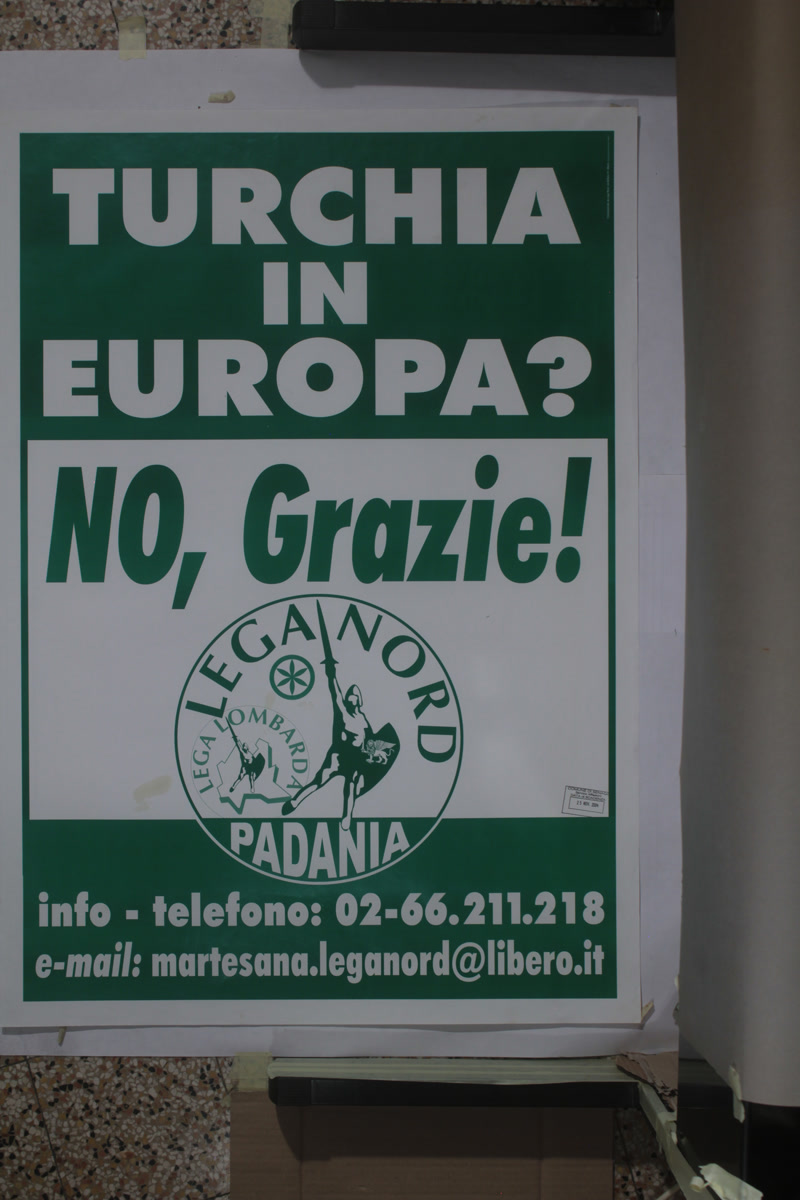 TURCHIA
IN
EUROPA?
NO, Grazie!
LEGA NORD
LEGA LOMBARDA
PADANIA
info - telefono: 02-66.211.218
e-mail: martesana.leganord@libero.it